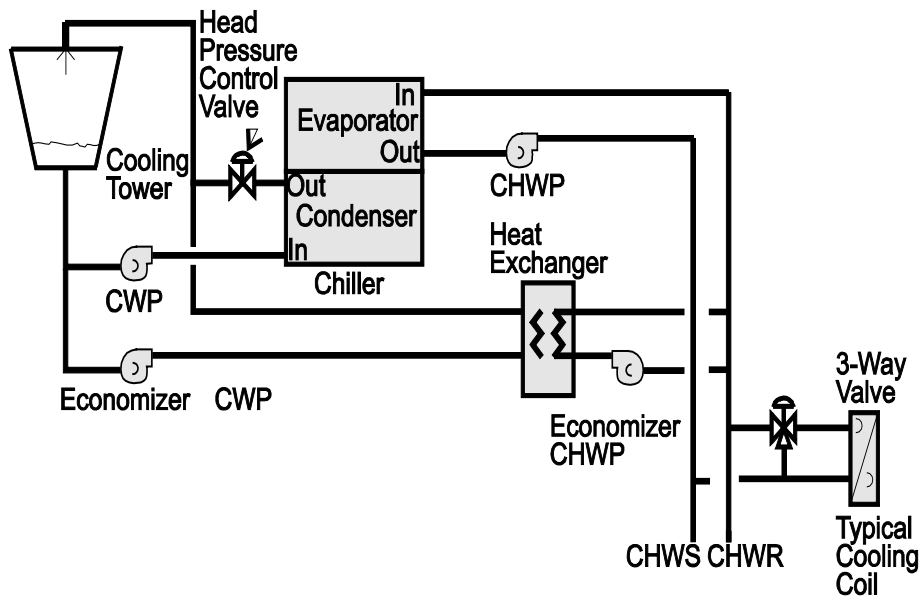 Head
Pressure
Control
Valve
In
Evaporator
Out
Cooling
Tower
CHWP
Out
Condenser
In
Chiller
Heat
Exchanger
CWP
Economizer CWP
3-Way
Valve
Economizer
CHWP
Typical
Cooling
Coil
CHWS CHWR